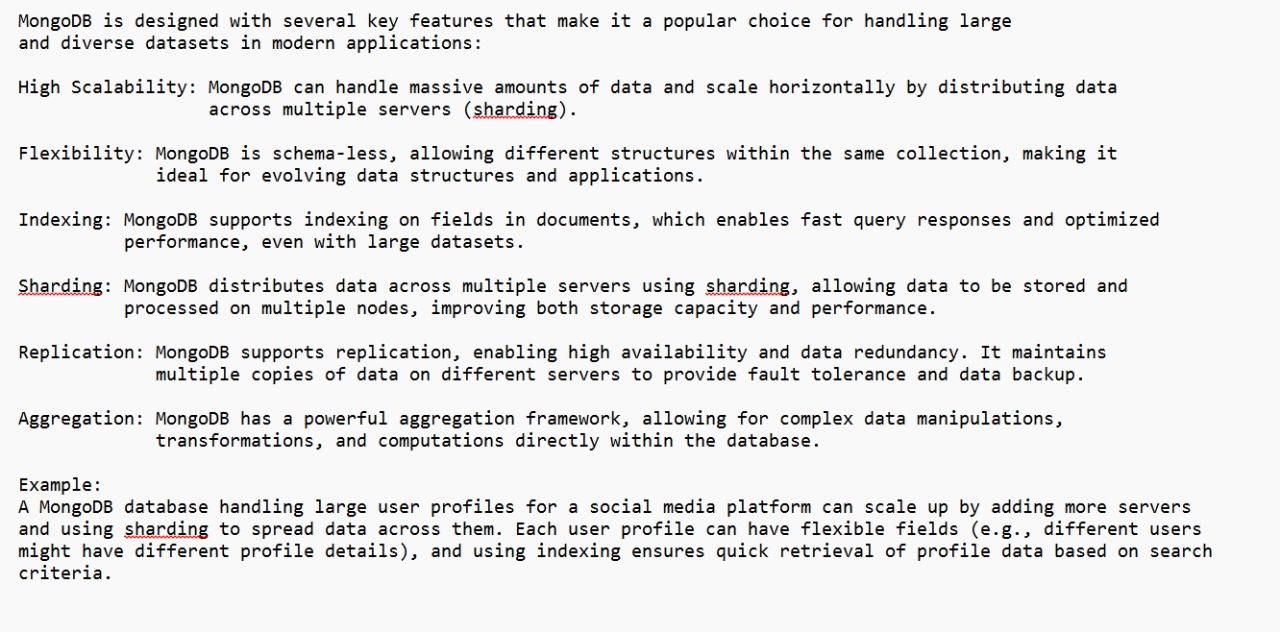 MongoDB is designed with several key features that make it a popular choice for handling large
and diverse datasets in modern applications:
High Scalability: MongoDB can handle massive amounts of data and scale horizontally by distributing data
across multiple servers (sharding).
Flexibility: MongoDB is schema-less, allowing different structures within the same collection, making it
ideal for evolving data structures and applications.
Indexing: MongoDB supports indexing on fields in documents, which enables fast query responses and optimized
performance, even with large datasets.
Sharding: MongoDB distributes data across multiple servers using sharding, allowing data to be stored and
processed on multiple nodes, improving both storage capacity and performance.
Replication: MongoDB supports replication, enabling high availability and data redundancy. It maintains
multiple copies of data on different servers to provide fault tolerance and data backup.
Aggregation: MongoDB has a powerful aggregation framework, allowing for complex data manipulations,
transformations, and computations directly within the database.
Example:
A MongoDB database handling large user profiles for a social media platform can scale up by adding more servers
and using sharding to spread data across them. Each user profile can have flexible fields (e.g., different users
might have different profile details), and using indexing ensures quick retrieval of profile data based on search
criteria.